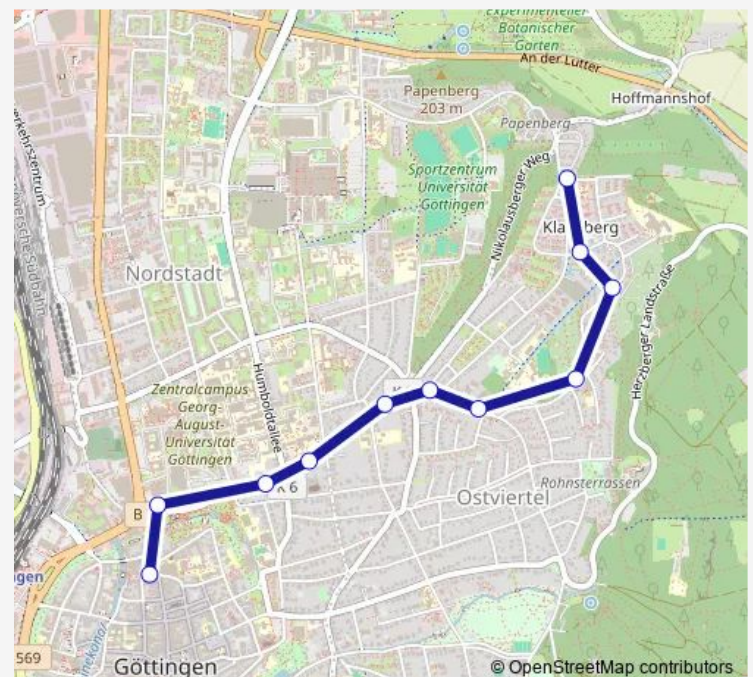 Experimenteller
Botanischer
Garten
An der Lutter
Papenberg
203 m
Hoffmannshof
Papenberg
Sportzentrum
Universität
Göttingen
Nikolausberger Weg
Nordstadt
Herzberger Landstraße
Humboldtallee
Zentralcampus
Georg-
August-
Universität
Göttingen
K 6
Rohnsterrassen
Ostviertel
B
569
Göttingen
© OpenStreetMap contributors